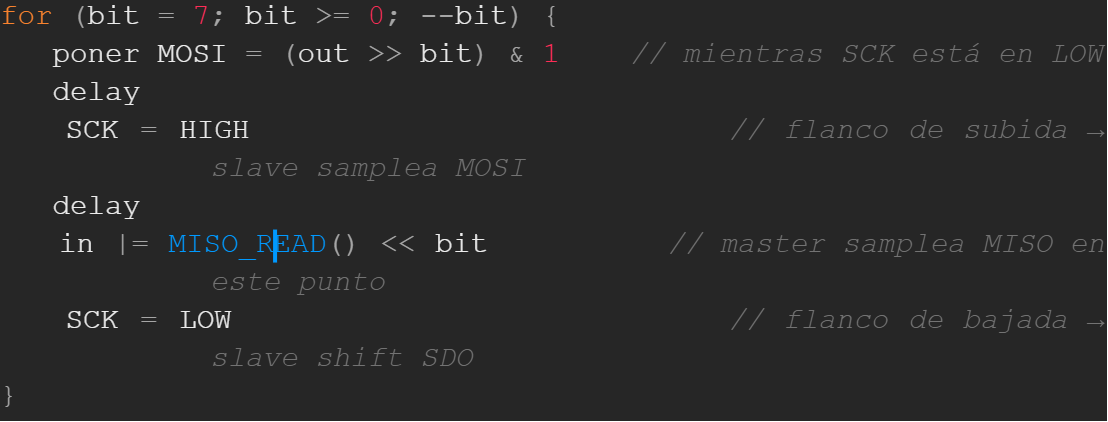 for (bit = 7; bit >= 0; --bit) {
poner MOSI = (out >> bit) & 1 // mientras SCK está en LOW
delay
SCK = HIGH // flanco de subida →
slave samplea MOSI
delay
in |= MISO_READ() << bit // master samplea MISO en
este punto
SCK = LOW // flanco de bajada →
slave shift SDO
}